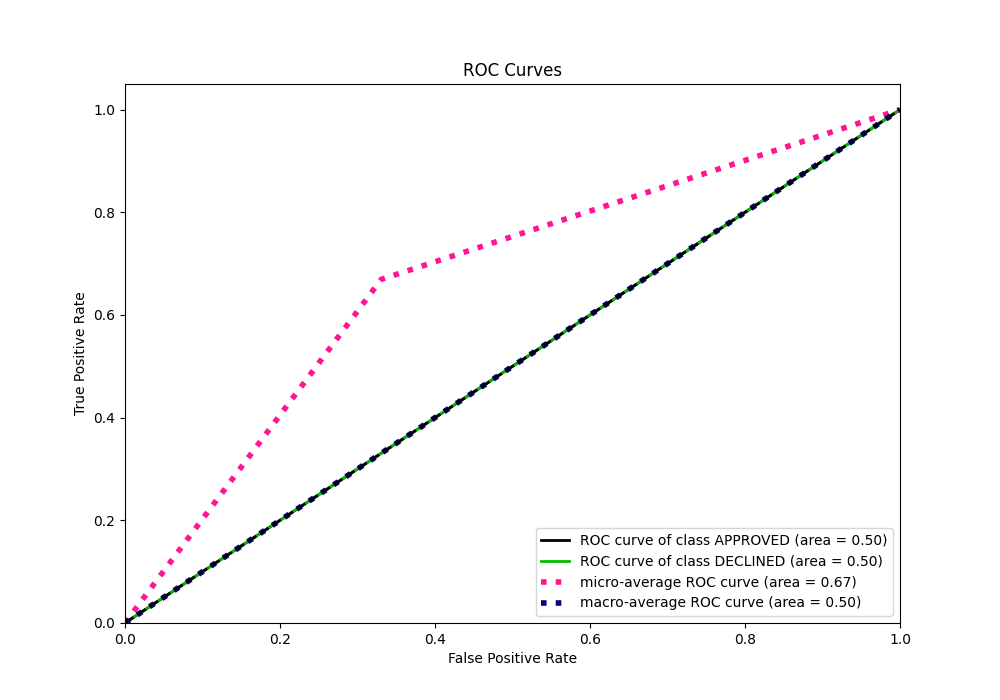 ROC Curves
True Positive Rate
1.0
0.8
0.6
0.4
0.2
0.0
0.0 0.2 0.4 0.6 0.8 1.0
False Positive Rate
ROC curve of class APPROVED (area = 0.50)
ROC curve of class DECLINED (area = 0.50)
micro-average ROC curve (area = 0.67)
macro-average ROC curve (area = 0.50)